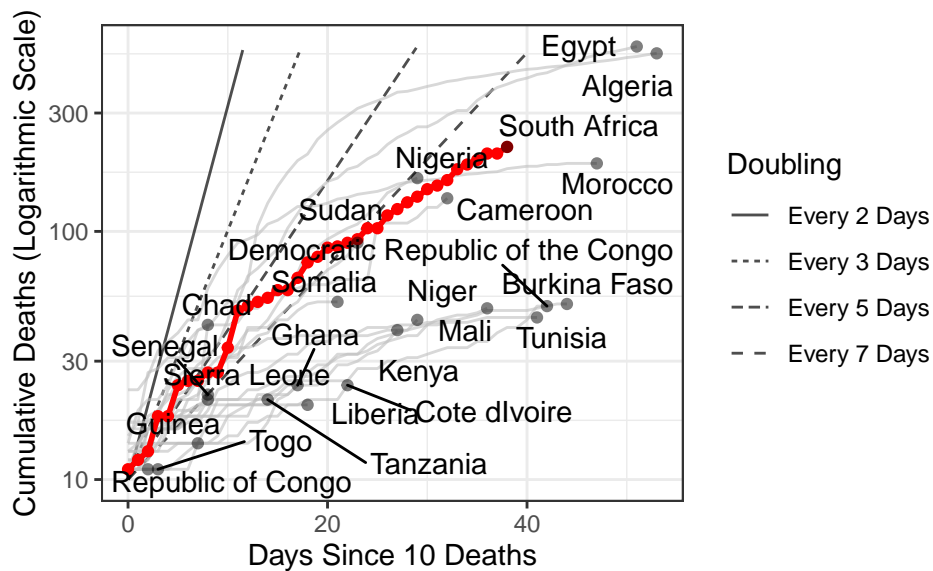 Cumulative Deaths (Logarithmic Scale)
300
100
30
10
Egypt
Algeria
South Africa
Nigeria
Morocco
Sudan
Cameroon
Democratic Republic of the Congo
Somalia
Burkina Faso
Niger
Chad
Mali
Tunisia
Ghana
Senegal
Sierra Leone
Kenya
Liberia
Cote dIvoire
Guinea
Togo
Tanzania
Republic of Congo
0
20
40
Days Since 10 Deaths
Doubling
Every 2 Days
Every 3 Days
Every 5 Days
Every 7 Days